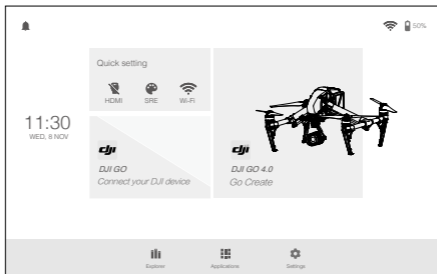 50%
Quick setting
HDMI SRE Wi-Fi
11:30
WED, 8 NOV
dji
DJI GO
Connect your DJI device
dji
DJI GO 4.0
Go Create
Explorer Applications Settings